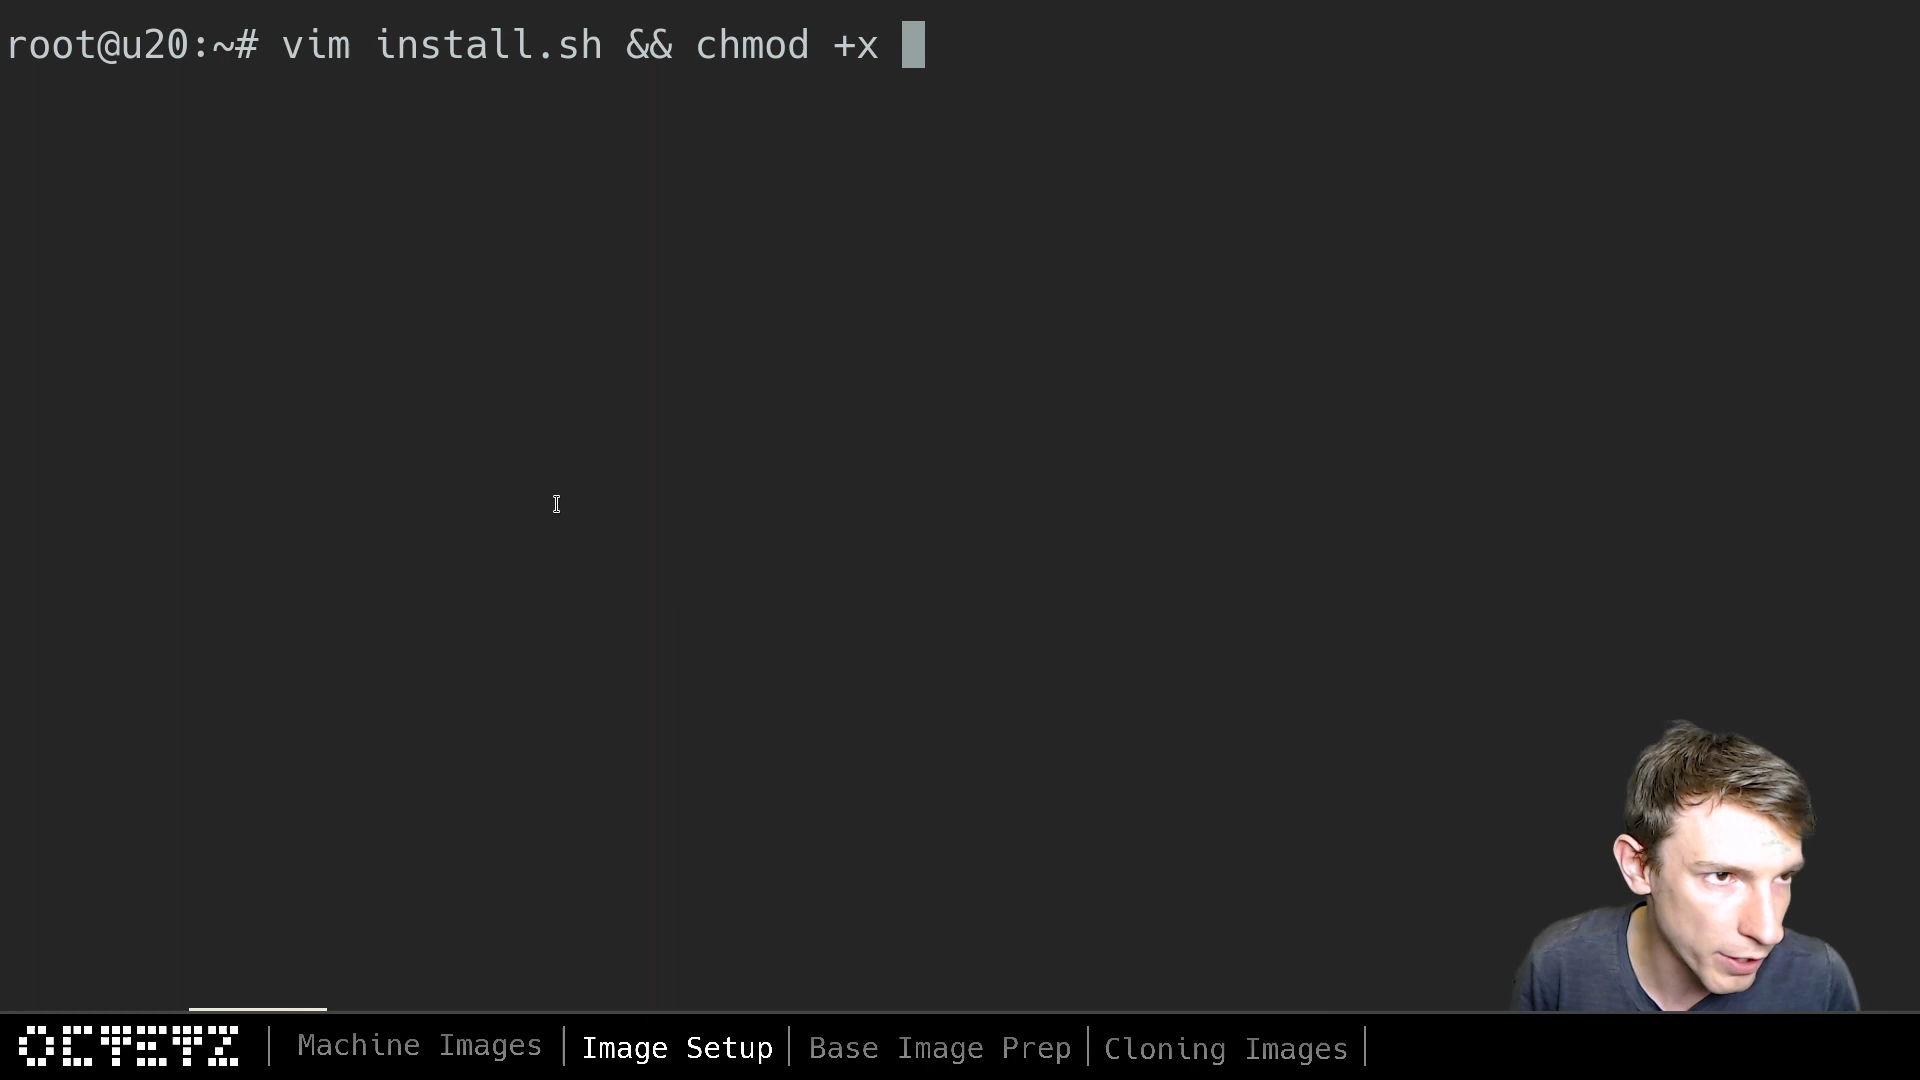 root@u20:~# vim install.sh && chmod +x
OCTETZ | Machine Images | Image Setup | Base Image Prep | Cloning Images |